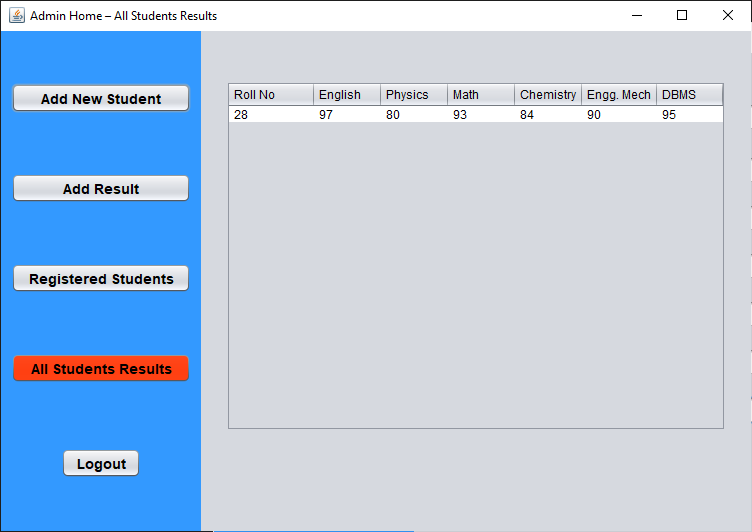 Admin Home – All Students Results
Add New Student
Add Result
Registered Students
All Students Results
Logout
Roll No English Physics Math Chemistry Engg. Mech DBMS
28 97 80 93 84 90 95